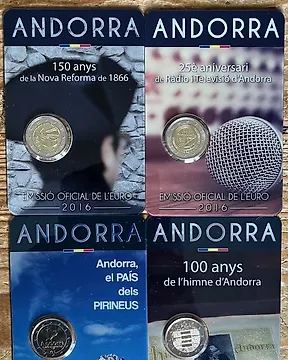 ANDORRA
150 anys
de la Nova Reforma de 1866
EMISSIÓ OFICIAL DE L'EURO
2016
ANDORRA
25è aniversari
de Ràdio i Televisió d'Andorra
EMISSIÓ OFICIAL DE L'EURO
2016
ANDORRA
Andorra,
el PAÍS
dels
PIRINEUS
ANDORRA
100 anys
de l'himne d'Andorra